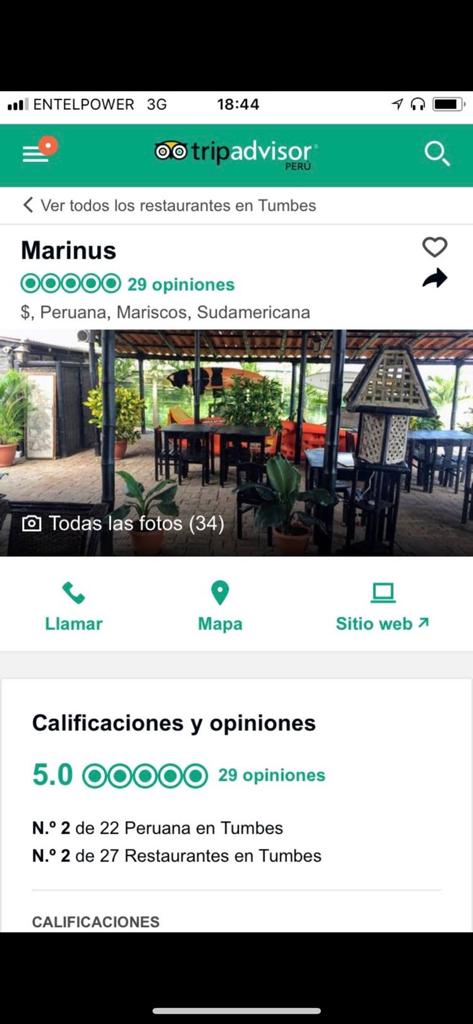 ENTELPOWER 3G 18:44
tripadvisor
PERÚ
Ver todos los restaurantes en Tumbes
Marinus
29 opiniones
$, Peruana, Mariscos, Sudamericana
Todas las fotos (34)
Llamar Mapa Sitio web
Calificaciones y opiniones
5.0 29 opiniones
N.º 2 de 22 Peruana en Tumbes
N.º 2 de 27 Restaurantes en Tumbes
CALIFICACIONES